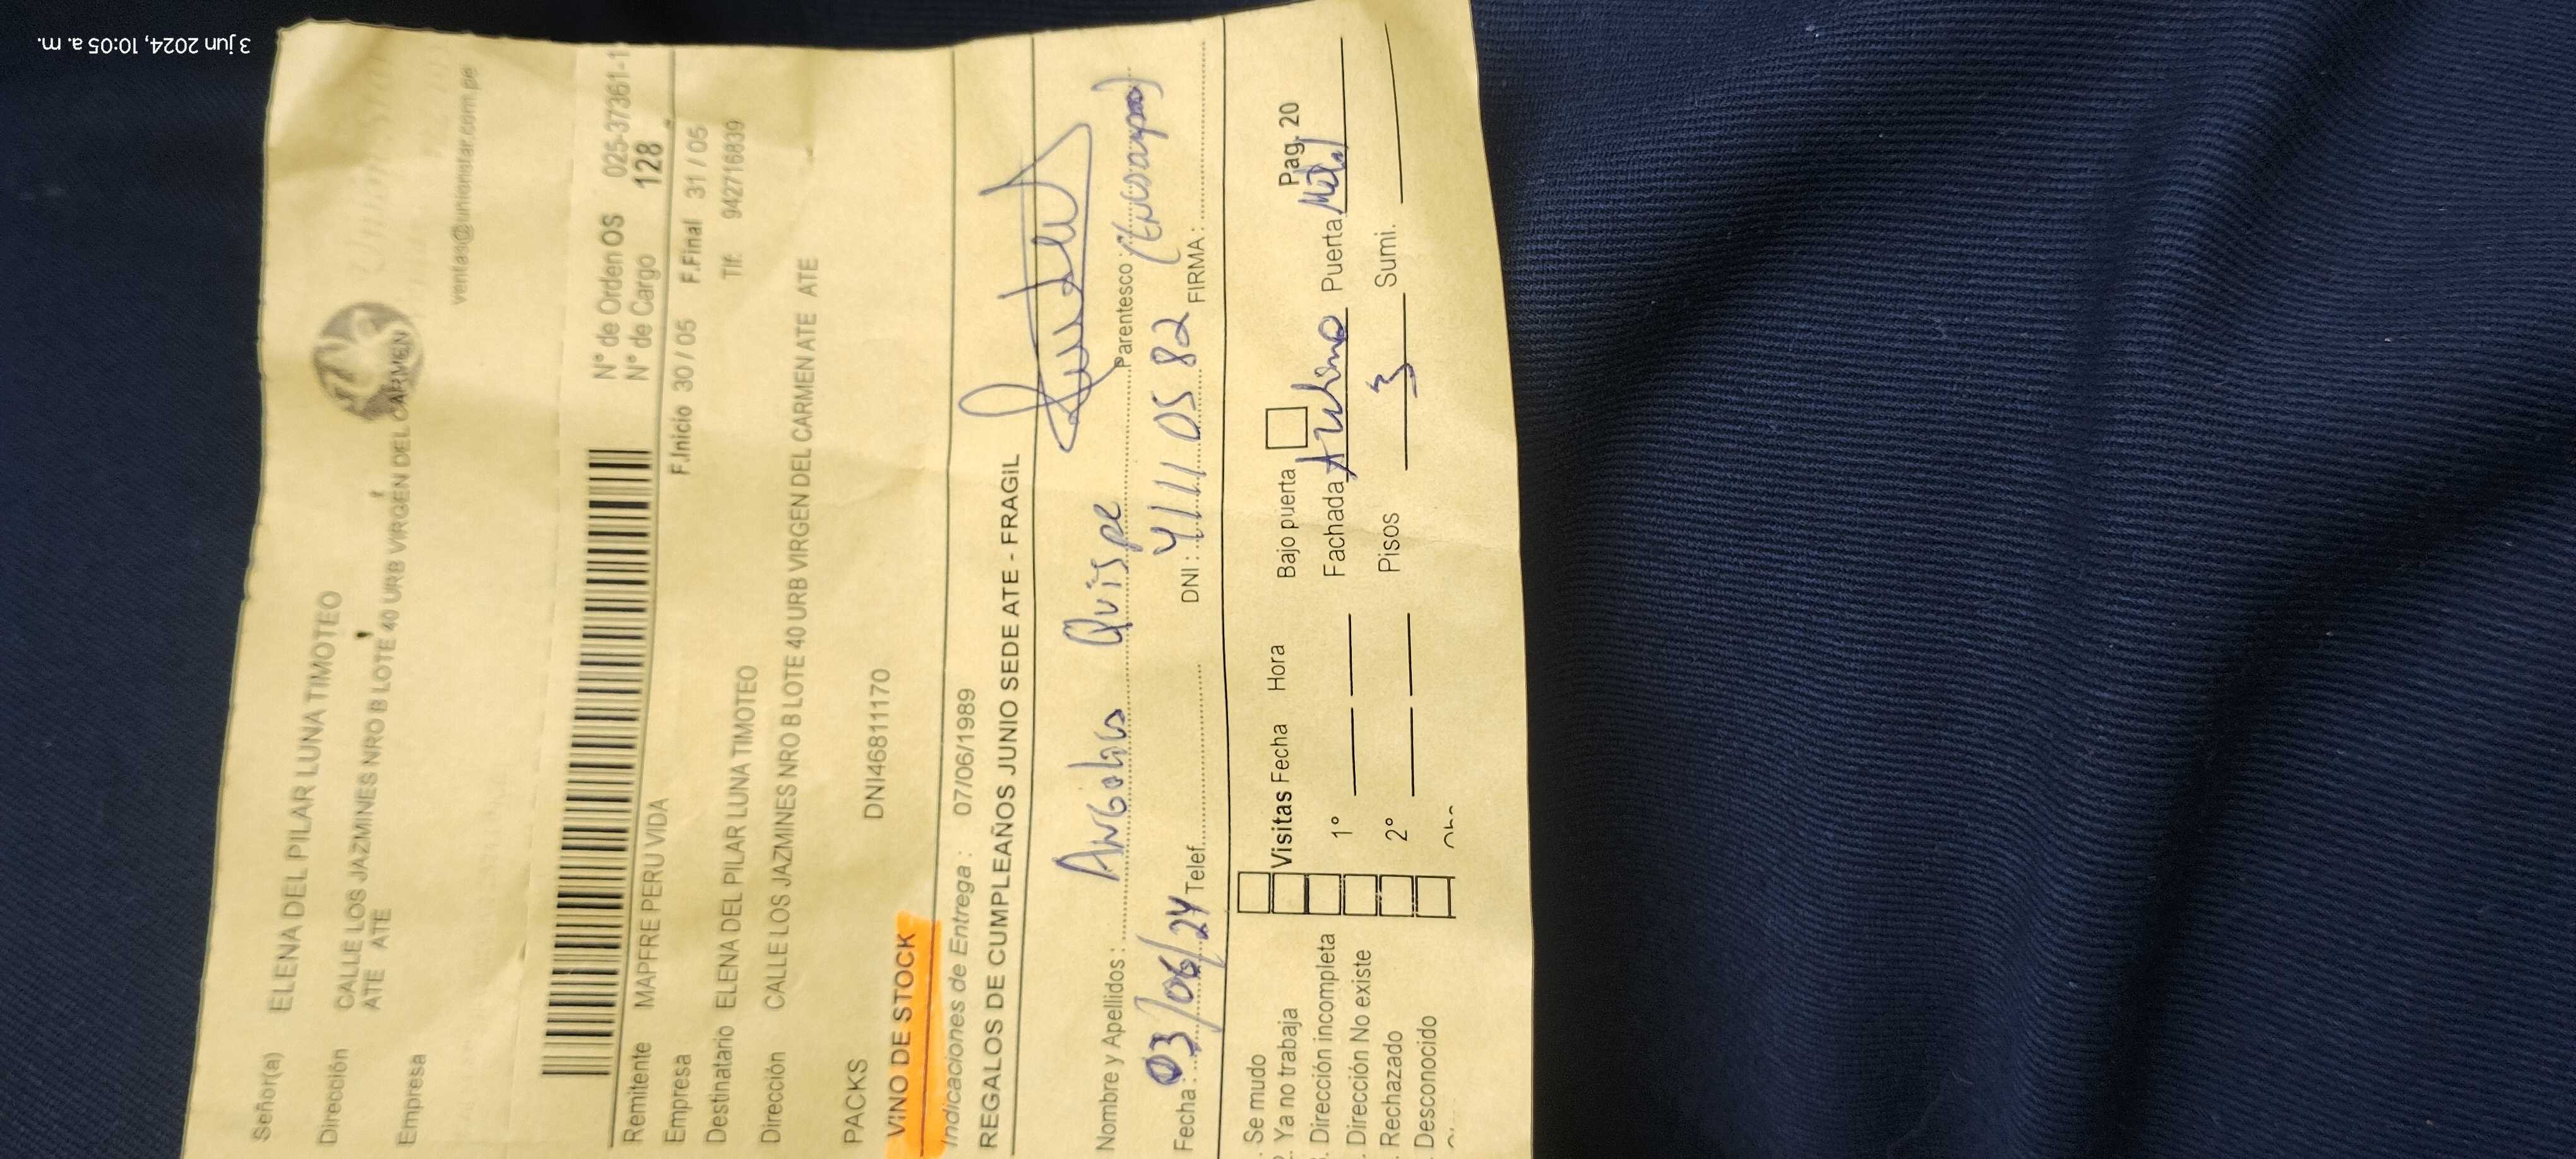 3 jun 2024, 10:05 a. m.
Señor(a) ELENA DEL PILAR LUNA TIMOTEO
Dirección CALLE LOS JAZMINES NRO B LOTE 40 URB VIRGEN DEL CARMEN
ATE ATE
Empresa
ventas@unionstar.com.pe
N° de Orden OS 025-37361-1
N° de Cargo 128
Remitente MAPFRE PERU VIDA
Empresa F.Inicio 30 / 05 F.Final 31 / 05
Destinatario ELENA DEL PILAR LUNA TIMOTEO Tlf. 942716839
Dirección CALLE LOS JAZMINES NRO B LOTE 40 URB VIRGEN DEL CARMEN ATE ATE
PACKS DNI46811170
VINO DE STOCK
Indicaciones de Entrega : 07/06/1989
REGALOS DE CUMPLEAÑOS JUNIO SEDE ATE - FRAGIL
Nombre y Apellidos : Quispe Parentesco :
Fecha : 03/06/24 Telef. DNI : 41110582 FIRMA :
Se mudo
Ya no trabaja Visitas Fecha Hora Bajo puerta Pag. 20
Dirección incompleta 1° Fachada Puerta Metal
Dirección No existe
Rechazado 2° Pisos 3 Sumi.
Desconocido